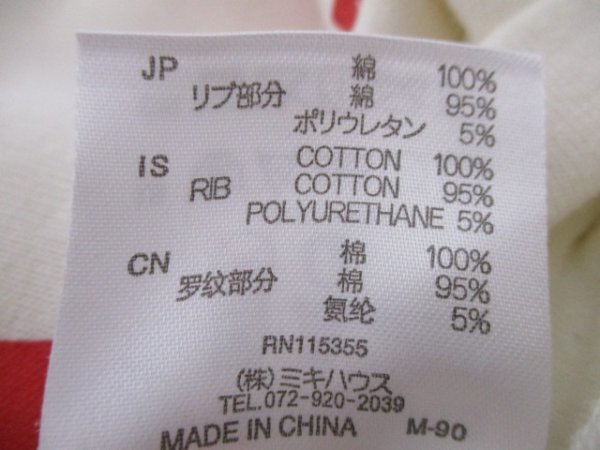 JP 綿 100%
リブ部分 綿 95%
ポリウレタン 5%
IS COTTON 100%
RIB COTTON 95%
POLYURETHANE 5%
CN 棉 100%
罗纹部分 棉 95%
氨纶 5%
RN115355
(株)ミキハウス
TEL.072-920-2039
MADE IN CHINA M-90